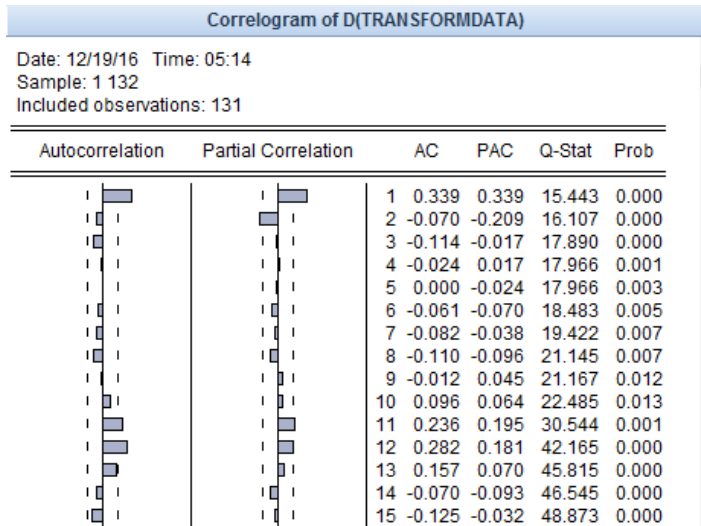 Correlogram of D(TRANSFORMDATA)
Date: 12/19/16 Time: 05:14
Sample: 1 132
Included observations: 131
Autocorrelation Partial Correlation AC PAC Q-Stat Prob
1 0.339 0.339 15.443 0.000
2 -0.070 -0.209 16.107 0.000
3 -0.114 -0.017 17.890 0.000
4 -0.024 0.017 17.966 0.001
5 0.000 -0.024 17.966 0.003
6 -0.061 -0.070 18.483 0.005
7 -0.082 -0.038 19.422 0.007
8 -0.110 -0.096 21.145 0.007
9 -0.012 0.045 21.167 0.012
10 0.096 0.064 22.485 0.013
11 0.236 0.195 30.544 0.001
12 0.282 0.181 42.165 0.000
13 0.157 0.070 45.815 0.000
14 -0.070 -0.093 46.545 0.000
15 -0.125 -0.032 48.873 0.000